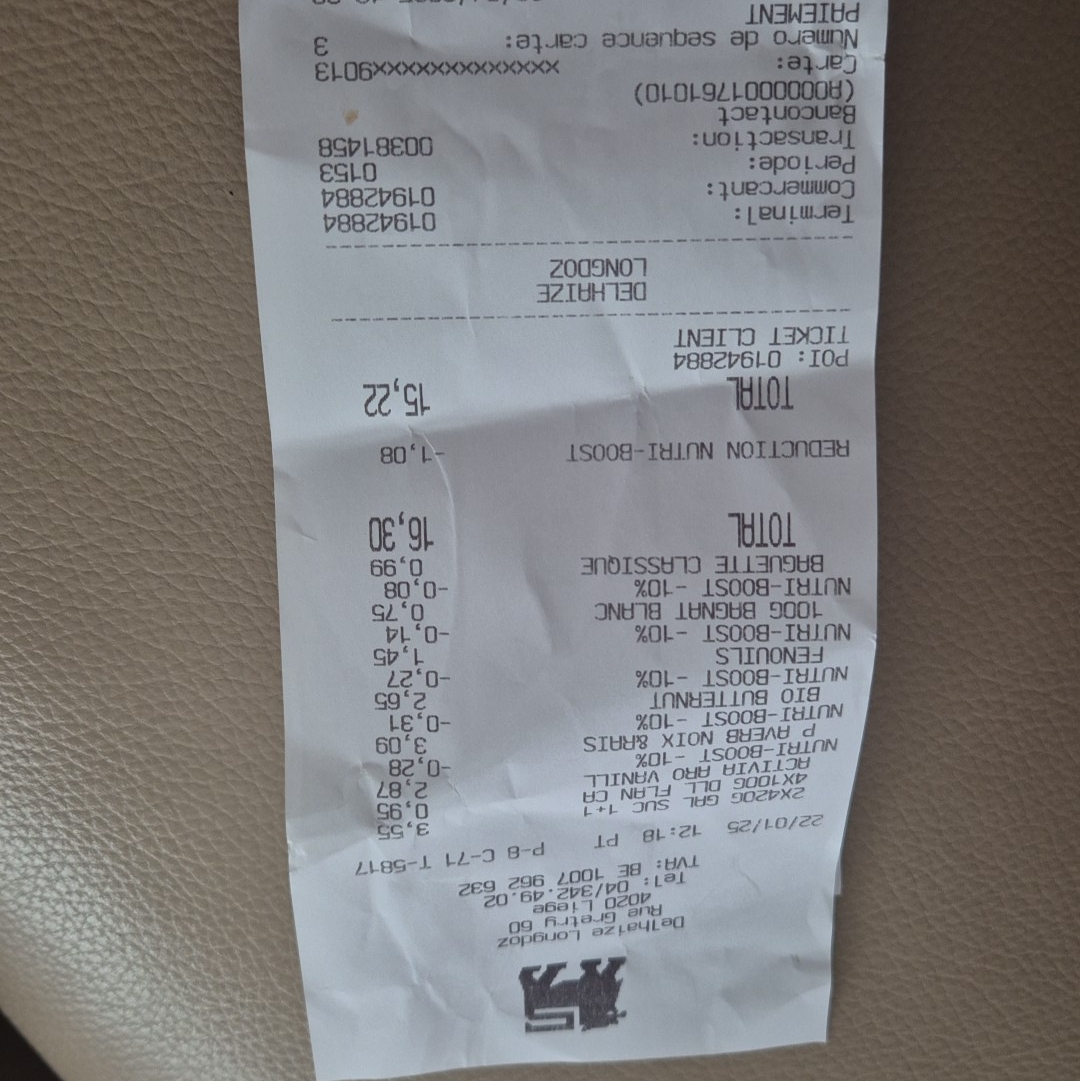 Delhaize Longdoz
Rue Gretry 60
4020 Liege
Tel: 04/342.49.02
TVA: BE 1007 962 632
22/01/25 12:18 PT P-8 C-71 T-5817
2X420G GAL SUC 1+1 3,55
4X100G DLL FLAN CA 0,95
ACTIVIA ARO VANILL 2,87
NUTRI-BOOST -10% -0,28
P AVERB NOIX &RAIS 3,09
NUTRI-BOOST -10% -0,31
BIO BUTTERNUT 2,65
NUTRI-BOOST -10% -0,27
FENOUILS 1,45
NUTRI-BOOST -10% -0,14
100G BAGNAT BLANC 0,75
NUTRI-BOOST -10% -0,08
BAGUETTE CLASSIQUE 0,99
TOTAL 16,30
REDUCTION NUTRI-BOOST -1,08
TOTAL 15,22
POI: 01942884
TICKET CLIENT
DELHAIZE
LONGDOZ
Terminal: 01942884
Commercant: 01942884
Periode: 0153
Transaction: 00381458
Bancontact
(A0000001761010)
Carte: xxxxxxxxxxxxx9013
Numero de sequence carte: 3
PAIEMENT